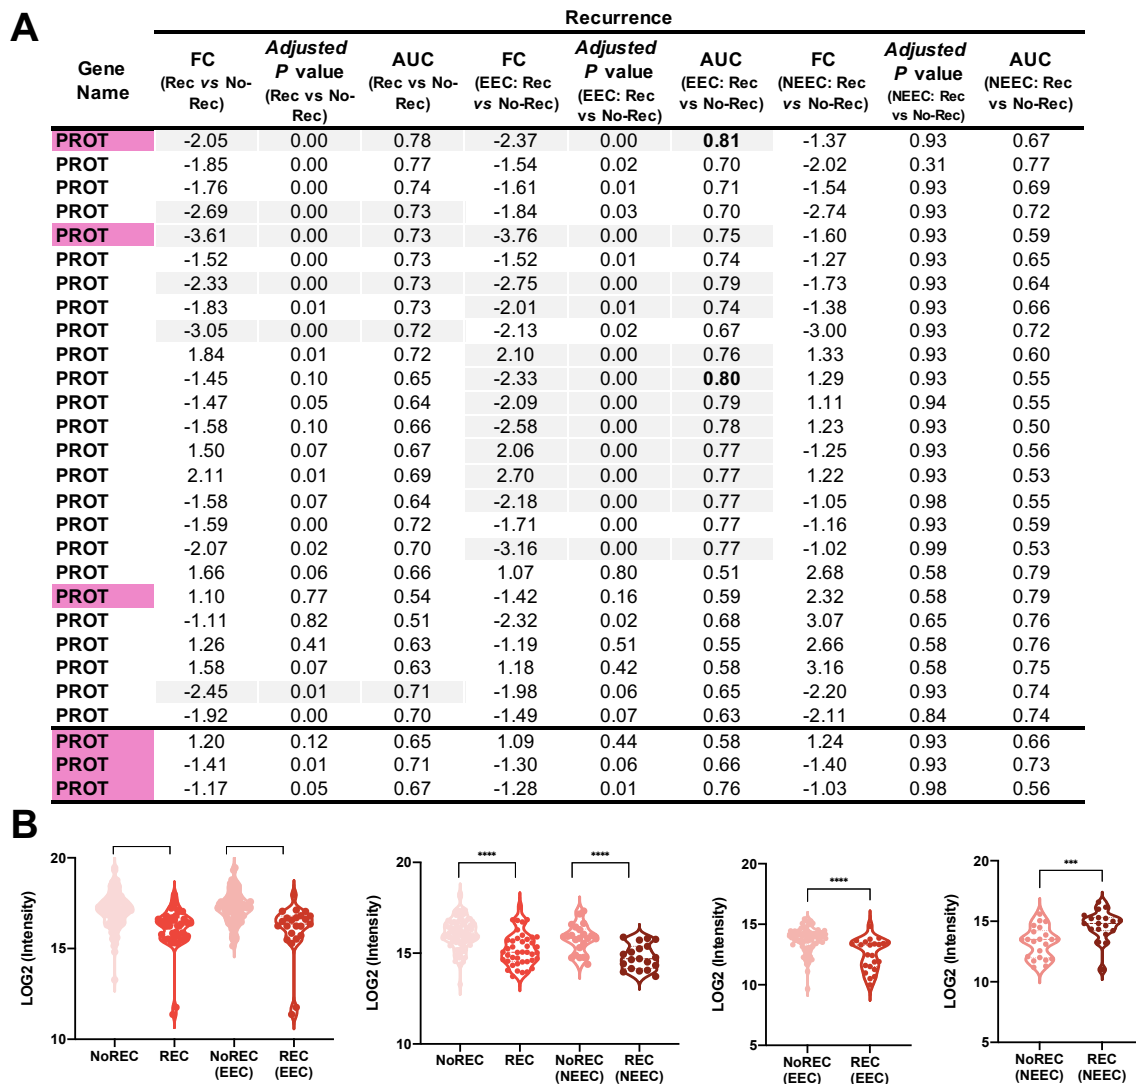 A
Recurrence
Gene Name FC (Rec vs No-Rec) Adjusted P value (Rec vs No-Rec) AUC (Rec vs No-Rec) FC (EEC: Rec vs No-Rec) Adjusted P value (EEC: Rec vs No-Rec) AUC (EEC: Rec vs No-Rec) FC (NEEC: Rec vs No-Rec) Adjusted P value (NEEC: Rec vs No-Rec) AUC (NEEC: Rec vs No-Rec)
PROT -2.05 0.00 0.78 -2.37 0.00 0.81 -1.37 0.93 0.67
PROT -1.85 0.00 0.77 -1.54 0.02 0.70 -2.02 0.31 0.77
PROT -1.76 0.00 0.74 -1.61 0.01 0.71 -1.54 0.93 0.69
PROT -2.69 0.00 0.73 -1.84 0.03 0.70 -2.74 0.93 0.72
PROT -3.61 0.00 0.73 -3.76 0.00 0.75 -1.60 0.93 0.59
PROT -1.52 0.00 0.73 -1.52 0.01 0.74 -1.27 0.93 0.65
PROT -2.33 0.00 0.73 -2.75 0.00 0.79 -1.73 0.93 0.64
PROT -1.83 0.01 0.73 -2.01 0.01 0.74 -1.38 0.93 0.66
PROT -3.05 0.00 0.72 -2.13 0.02 0.67 -3.00 0.93 0.72
PROT 1.84 0.01 0.72 2.10 0.00 0.76 1.33 0.93 0.60
PROT -1.45 0.10 0.65 -2.33 0.00 0.80 1.29 0.93 0.55
PROT -1.47 0.05 0.64 -2.09 0.00 0.79 1.11 0.94 0.55
PROT -1.58 0.10 0.66 -2.58 0.00 0.78 1.23 0.93 0.50
PROT 1.50 0.07 0.67 2.06 0.00 0.77 -1.25 0.93 0.56
PROT 2.11 0.01 0.69 2.70 0.00 0.77 1.22 0.93 0.53
PROT -1.58 0.07 0.64 -2.18 0.00 0.77 -1.05 0.98 0.55
PROT -1.59 0.00 0.72 -1.71 0.00 0.77 -1.16 0.93 0.59
PROT -2.07 0.02 0.70 -3.16 0.00 0.77 -1.02 0.99 0.53
PROT 1.66 0.06 0.66 1.07 0.80 0.51 2.68 0.58 0.79
PROT 1.10 0.77 0.54 -1.42 0.16 0.59 2.32 0.58 0.79
PROT -1.11 0.82 0.51 -2.32 0.02 0.68 3.07 0.65 0.76
PROT 1.26 0.41 0.63 -1.19 0.51 0.55 2.66 0.58 0.76
PROT 1.58 0.07 0.63 1.18 0.42 0.58 3.16 0.58 0.75
PROT -2.45 0.01 0.71 -1.98 0.06 0.65 -2.20 0.93 0.74
PROT -1.92 0.00 0.70 -1.49 0.07 0.63 -2.11 0.84 0.74
PROT 1.20 0.12 0.65 1.09 0.44 0.58 1.24 0.93 0.66
PROT -1.41 0.01 0.71 -1.30 0.06 0.66 -1.40 0.93 0.73
PROT -1.17 0.05 0.67 -1.28 0.01 0.76 -1.03 0.98 0.56
B
LOG2 (Intensity)
20
15
10
NoREC REC NoREC (EEC) REC (EEC)
LOG2 (Intensity)
20
15
10
**** ****
NoREC REC NoREC (NEEC) REC (NEEC)
LOG2 (Intensity)
20
15
10
5
****
NoREC (EEC) REC (EEC)
LOG2 (Intensity)
20
15
10
5
***
NoREC (NEEC) REC (NEEC)